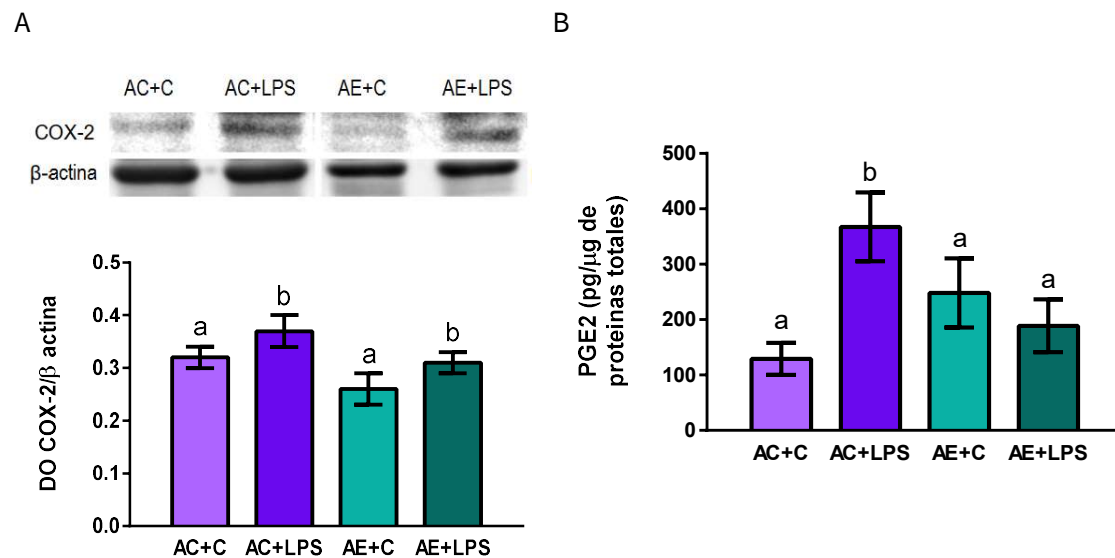 A
B
AC+C AC+LPS AE+C AE+LPS
COX-2
β-actina
DO COX-2/β actina
0.5
0.4
0.3
0.2
0.1
0.0
a
b
a
b
AC+C AC+LPS AE+C AE+LPS
PGE2 (pg/μg de
proteinas totales)
500
400
300
200
100
0
a
b
a
a
AC+C AC+LPS AE+C AE+LPS